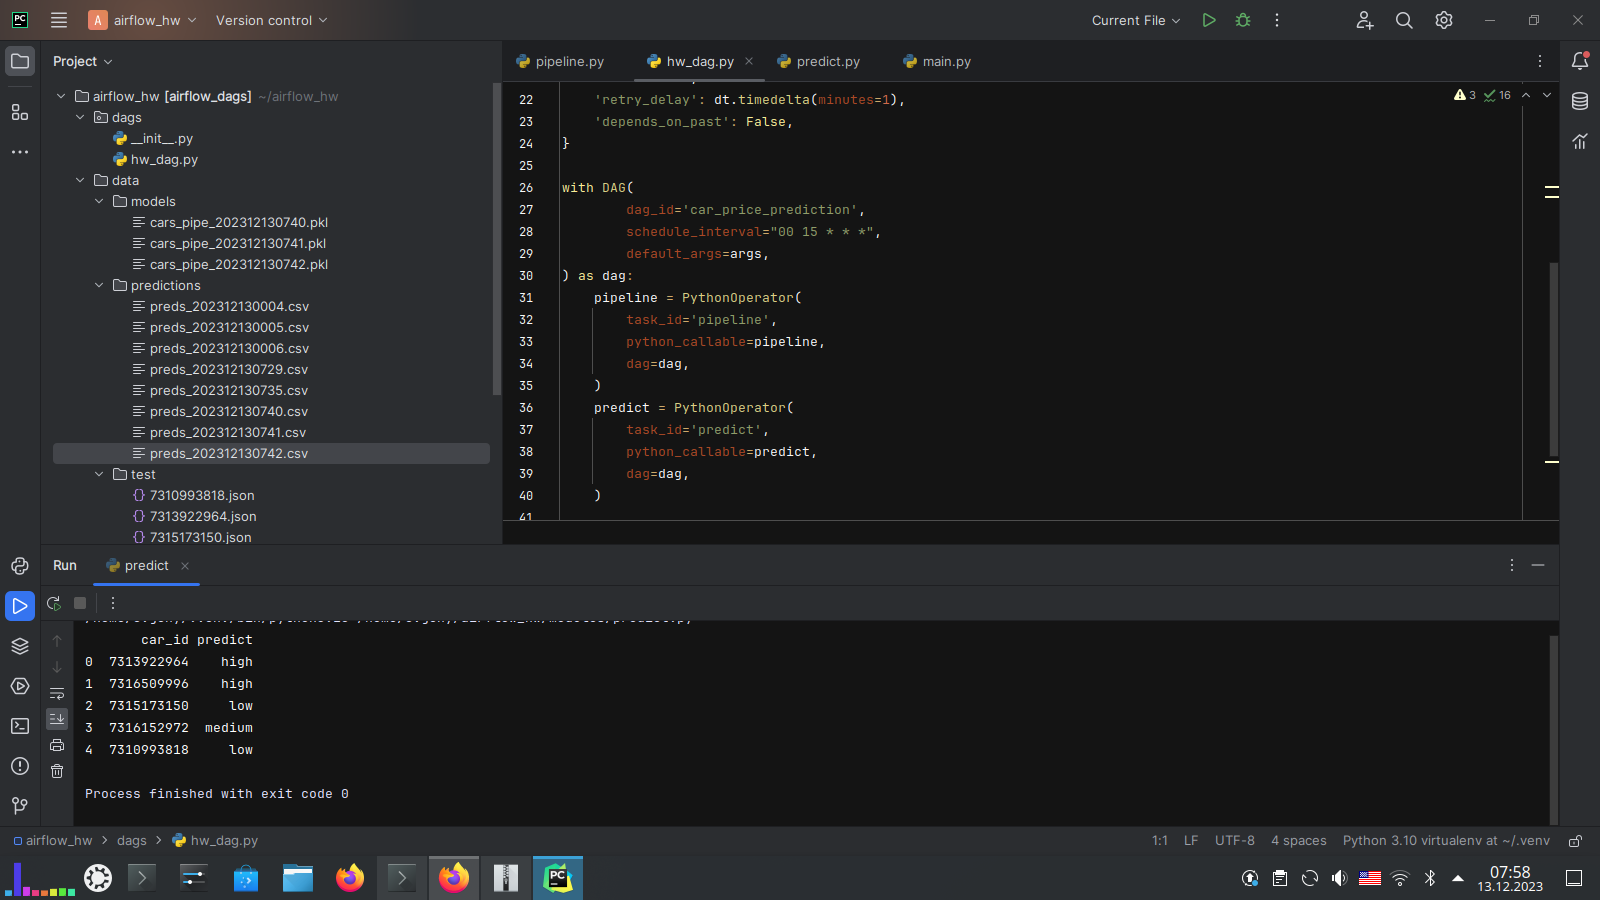 PC
A airflow_hw Version control Current File
Project
pipeline.py hw_dag.py predict.py main.py
airflow_hw [airflow_dags] ~/airflow_hw
dags
__init__.py
hw_dag.py
data
models
cars_pipe_202312130740.pkl
cars_pipe_202312130741.pkl
cars_pipe_202312130742.pkl
predictions
preds_202312130004.csv
preds_202312130005.csv
preds_202312130006.csv
preds_202312130729.csv
preds_202312130735.csv
preds_202312130740.csv
preds_202312130741.csv
preds_202312130742.csv
test
7310993818.json
7313922964.json
7315173150.json
3 16
22 'retry_delay': dt.timedelta(minutes=1),
23 'depends_on_past': False,
24 }
25
26 with DAG(
27 dag_id='car_price_prediction',
28 schedule_interval="00 15 * * *",
29 default_args=args,
30 ) as dag:
31 pipeline = PythonOperator(
32 task_id='pipeline',
33 python_callable=pipeline,
34 dag=dag,
35 )
36 predict = PythonOperator(
37 task_id='predict',
38 python_callable=predict,
39 dag=dag,
40 )
41
Run predict
car_id predict
0 7313922964 high
1 7316509996 high
2 7315173150 low
3 7316152972 medium
4 7310993818 low
Process finished with exit code 0
airflow_hw dags hw_dag.py 1:1 LF UTF-8 4 spaces Python 3.10 virtualenv at ~/.venv
PC
07:58
13.12.2023